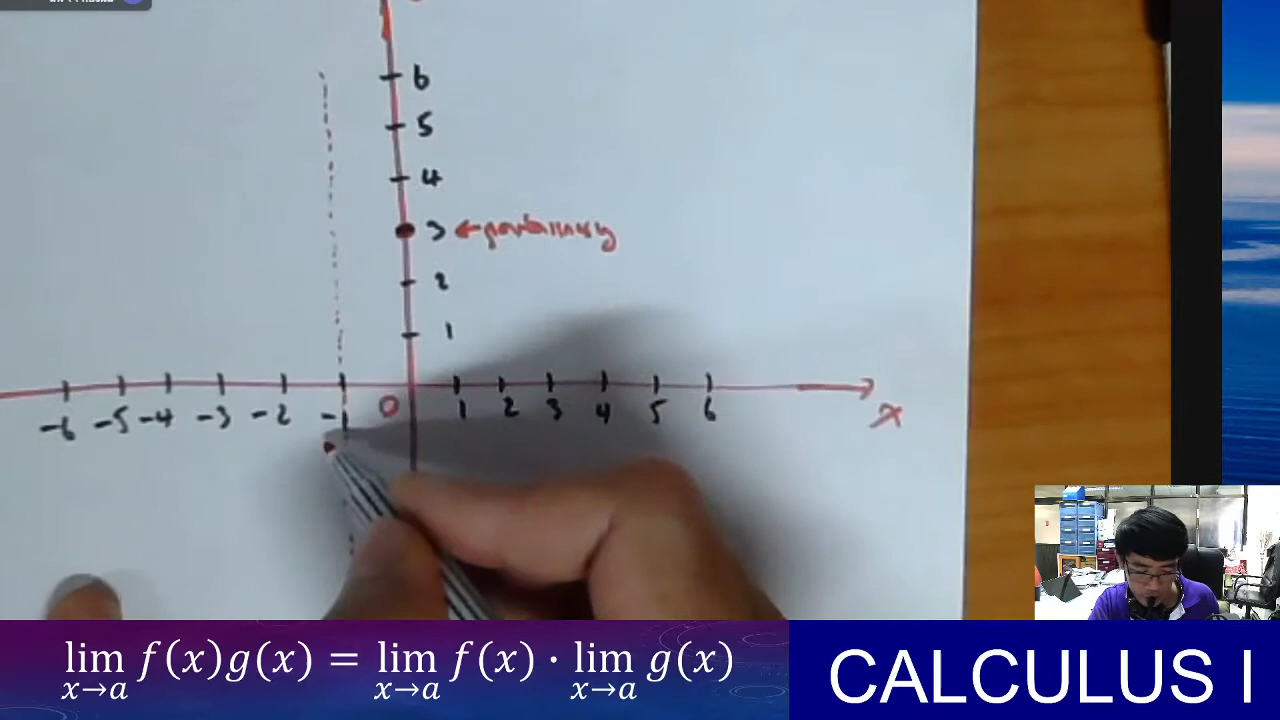 6
5
4
3
2
1
-6 -5 -4 -3 -2 -1 0 1 2 3 4 5 6
x
lim x→a f(x)g(x) = lim x→a f(x) · lim x→a g(x)
CALCULUS I